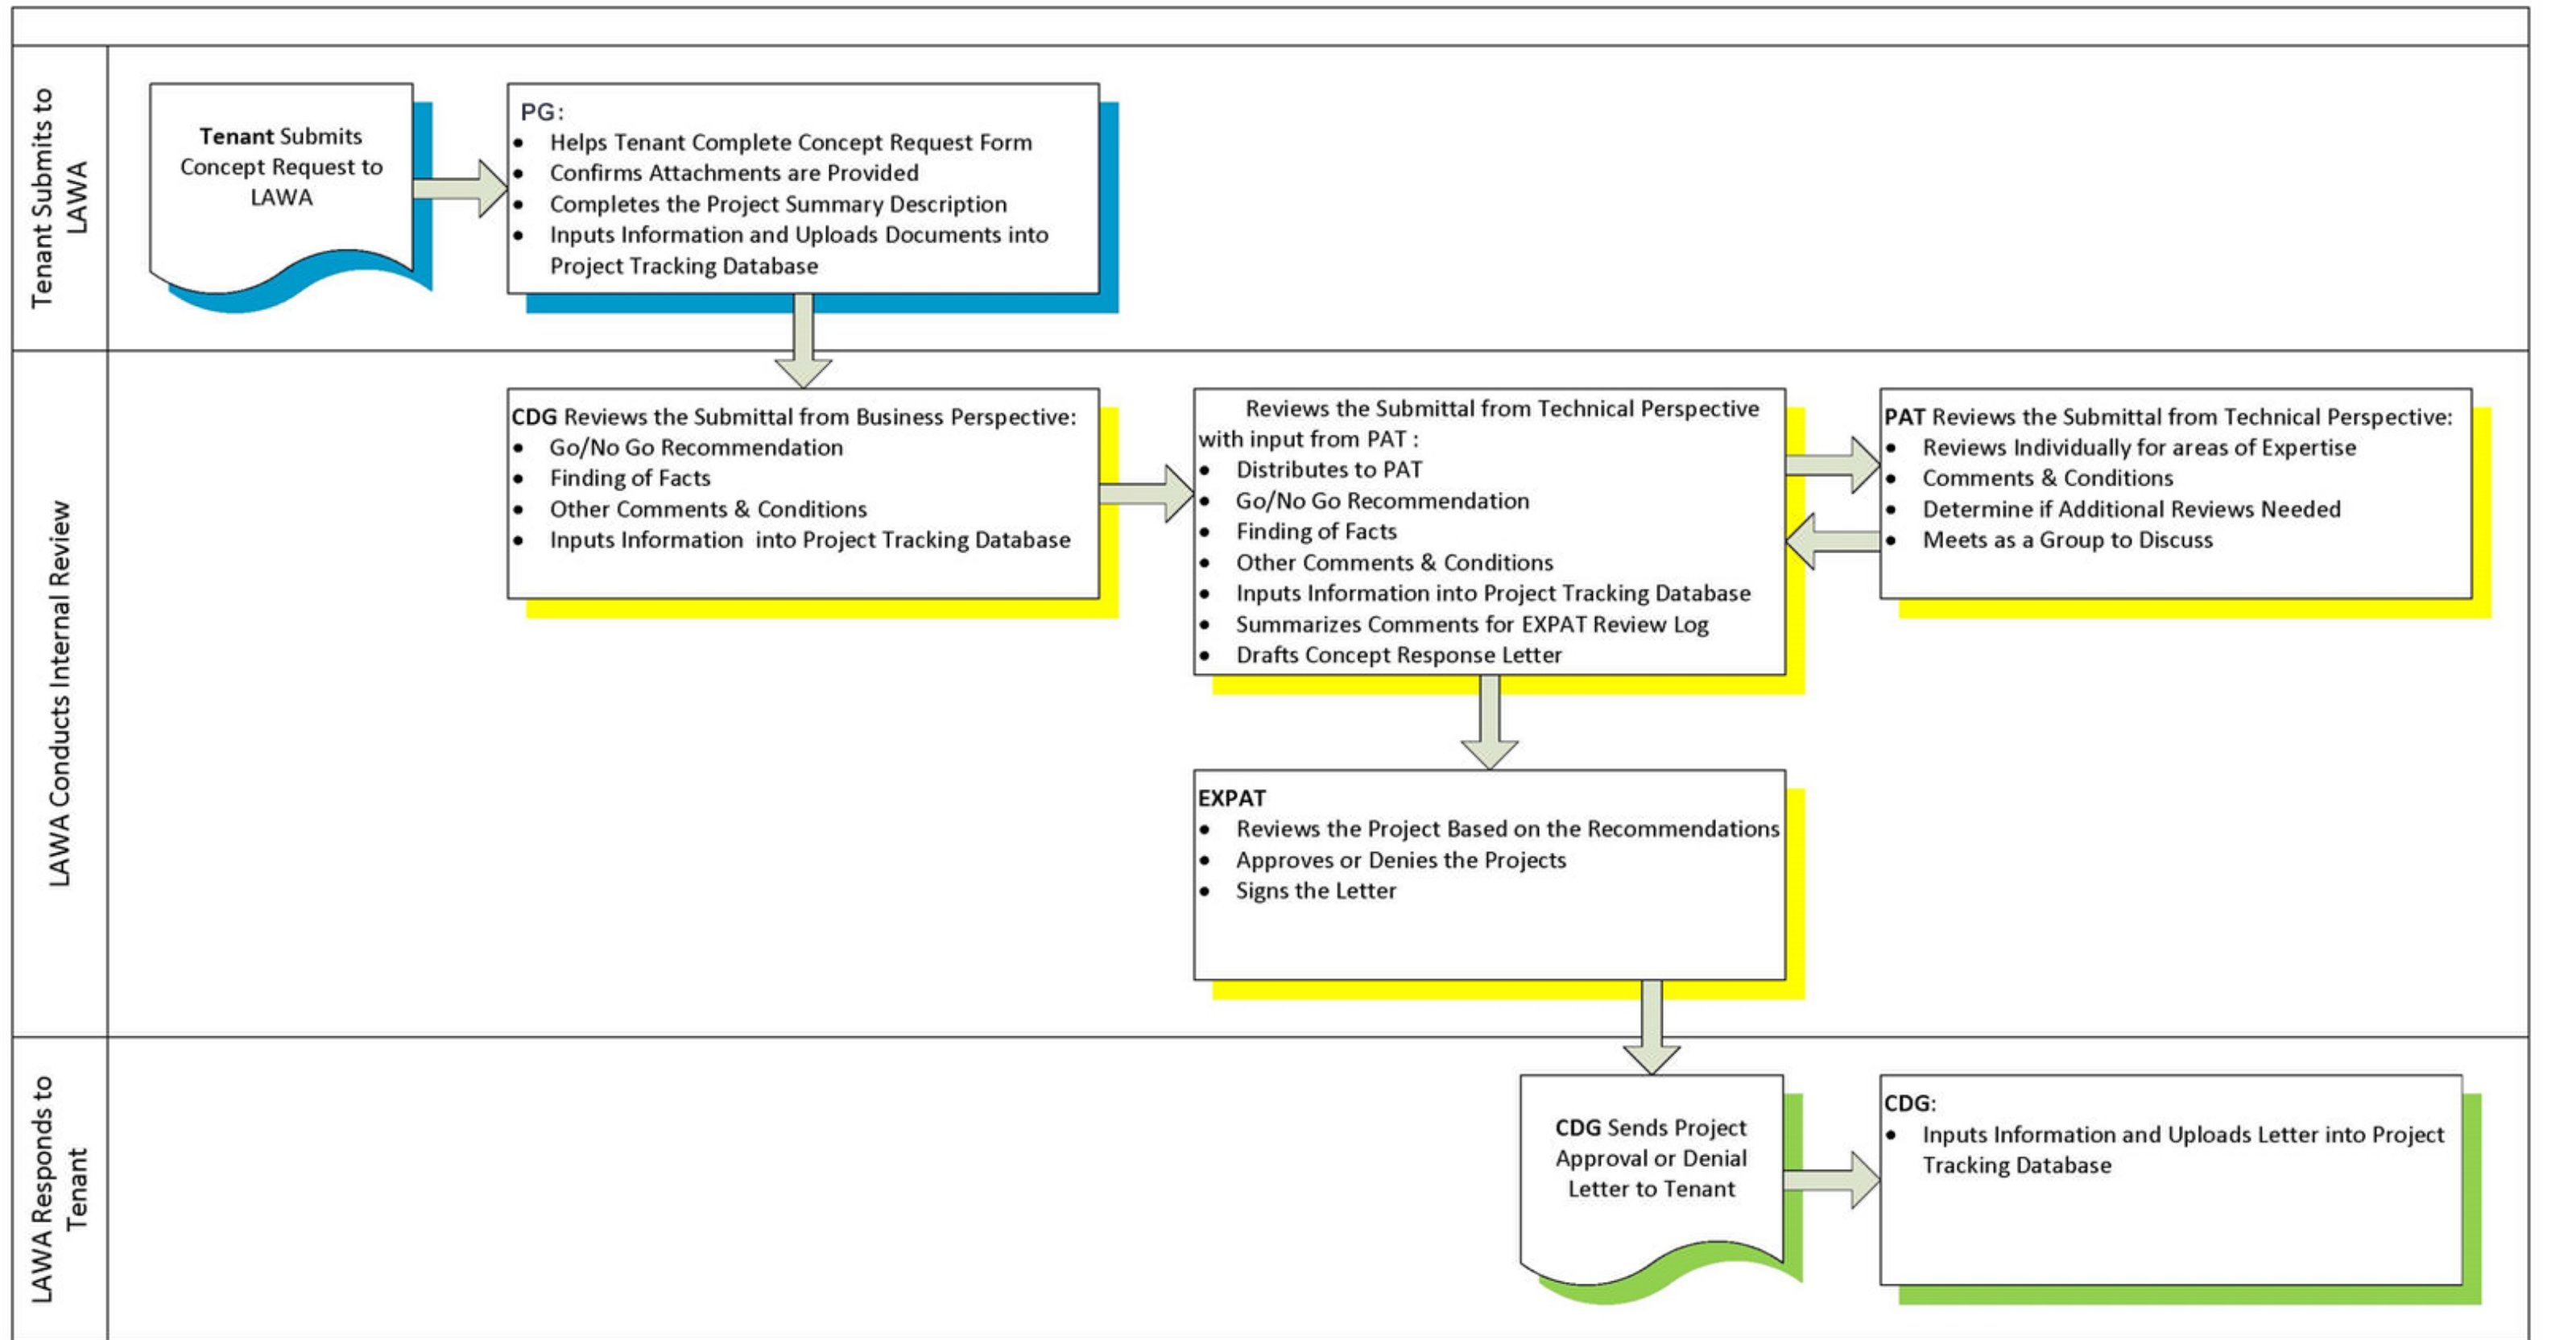 Tenant Submits to
LAWA
Tenant Submits
Concept Request to
LAWA
PG:
• Helps Tenant Complete Concept Request Form
• Confirms Attachments are Provided
• Completes the Project Summary Description
• Inputs Information and Uploads Documents into
Project Tracking Database
LAWA Conducts Internal Review
CDG Reviews the Submittal from Business Perspective:
• Go/No Go Recommendation
• Finding of Facts
• Other Comments & Conditions
• Inputs Information into Project Tracking Database
Reviews the Submittal from Technical Perspective
with input from PAT :
• Distributes to PAT
• Go/No Go Recommendation
• Finding of Facts
• Other Comments & Conditions
• Inputs Information into Project Tracking Database
• Summarizes Comments for EXPAT Review Log
• Drafts Concept Response Letter
PAT Reviews the Submittal from Technical Perspective:
• Reviews Individually for areas of Expertise
• Comments & Conditions
• Determine if Additional Reviews Needed
• Meets as a Group to Discuss
EXPAT
• Reviews the Project Based on the Recommendations
• Approves or Denies the Projects
• Signs the Letter
LAWA Responds to
Tenant
CDG Sends Project
Approval or Denial
Letter to Tenant
CDG:
• Inputs Information and Uploads Letter into Project
Tracking Database